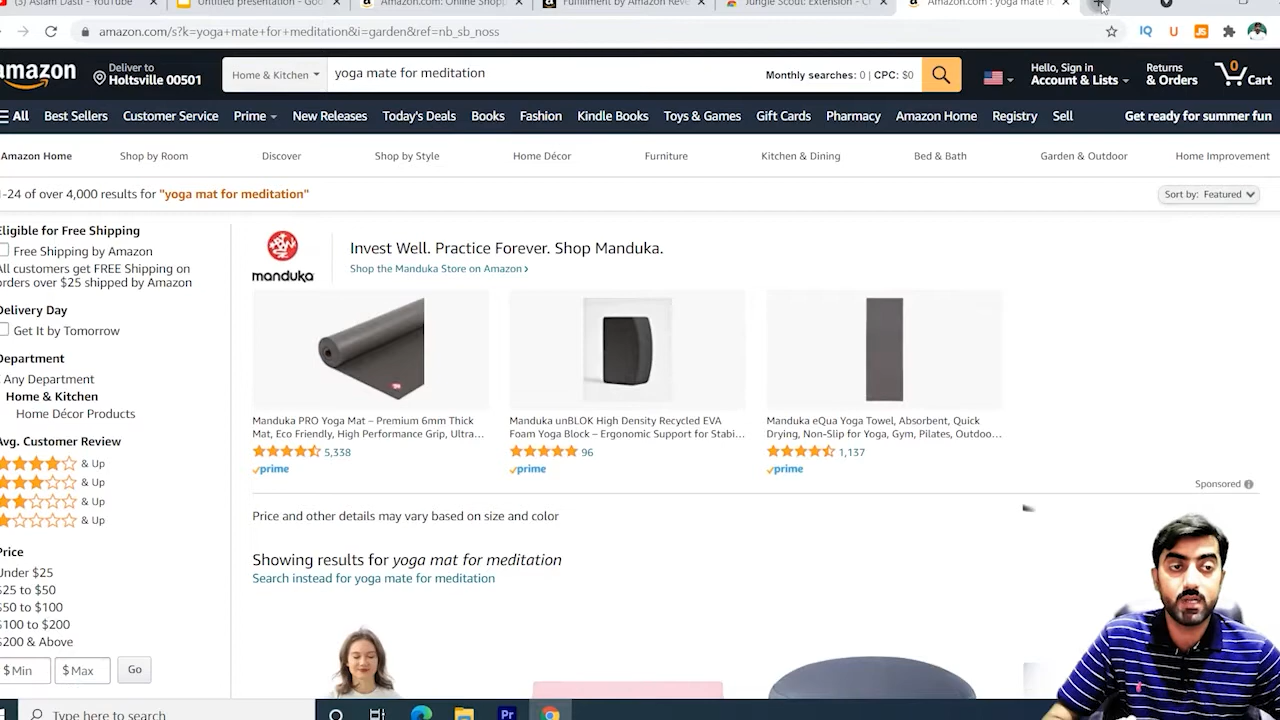 (3) Aslam Dasti - YouTube
Untitled presentation - Goo
Amazon.com: Online Shopp
Fulfillment by Amazon Reve
Jungle Scout: Extension - C
Amazon.com : yoga mate f
amazon.com/s?k=yoga+mate+for+meditation&i=garden&ref=nb_sb_noss
amazon
Deliver to
Holtsville 00501
Home & Kitchen
yoga mate for meditation
Monthly searches: 0 | CPC: $0
Hello, Sign in
Account & Lists
Returns
& Orders
0
Cart
All
Best Sellers
Customer Service
Prime
New Releases
Today's Deals
Books
Fashion
Kindle Books
Toys & Games
Gift Cards
Pharmacy
Amazon Home
Registry
Sell
Get ready for summer fun
Amazon Home
Shop by Room
Discover
Shop by Style
Home Décor
Furniture
Kitchen & Dining
Bed & Bath
Garden & Outdoor
Home Improvement
-24 of over 4,000 results for "yoga mat for meditation"
Sort by: Featured
Eligible for Free Shipping
Free Shipping by Amazon
All customers get FREE Shipping on
orders over $25 shipped by Amazon
Delivery Day
Get It by Tomorrow
Department
Any Department
Home & Kitchen
Home Décor Products
Avg. Customer Review
& Up
& Up
& Up
& Up
Price
Under $25
$25 to $50
$50 to $100
$100 to $200
$200 & Above
$ Min
$ Max
Go
manduka
Invest Well. Practice Forever. Shop Manduka.
Shop the Manduka Store on Amazon ›
Manduka PRO Yoga Mat – Premium 6mm Thick
Mat, Eco Friendly, High Performance Grip, Ultra…
5,338
prime
Manduka unBLOK High Density Recycled EVA
Foam Yoga Block – Ergonomic Support for Stabi…
96
prime
Manduka eQua Yoga Towel, Absorbent, Quick
Drying, Non-Slip for Yoga, Gym, Pilates, Outdoo…
1,137
prime
Sponsored
Price and other details may vary based on size and color
Showing results for yoga mat for meditation
Search instead for yoga mate for meditation
Type here to search
Pr